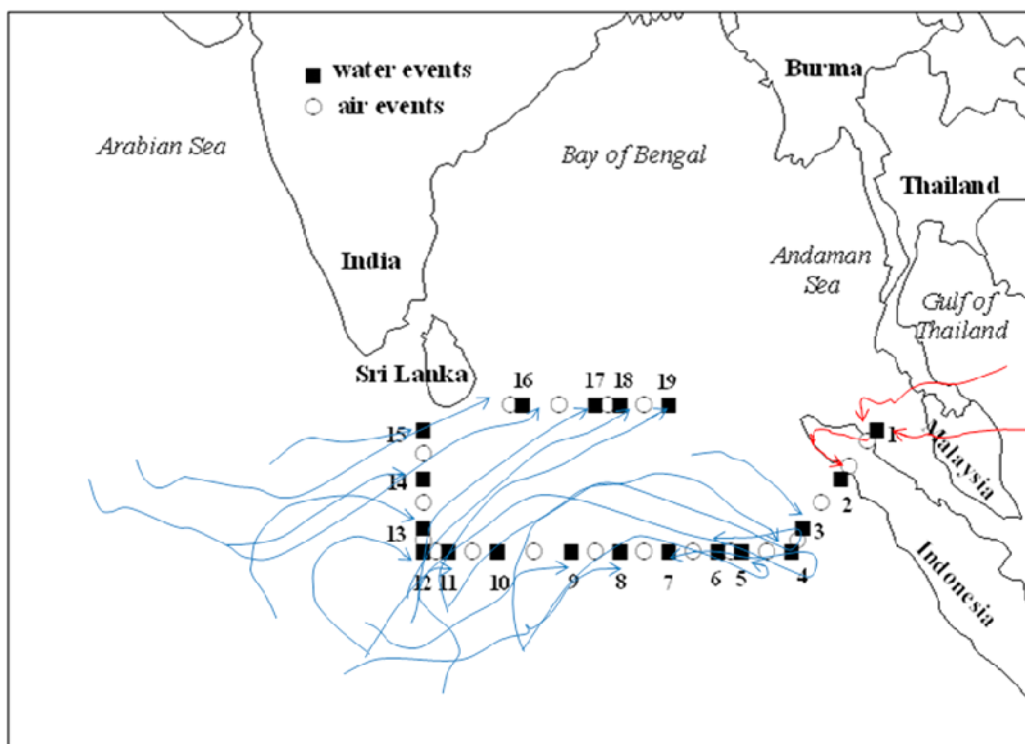 water events
air events
Burma
Arabian Sea
Bay of Bengal
Thailand
India
Andaman
Sea
Gulf of
Thailand
Sri Lanka
16
17
18
19
15
1
Malaysia
14
2
13
3
12
11
10
9
8
7
6
5
4
Indonesia